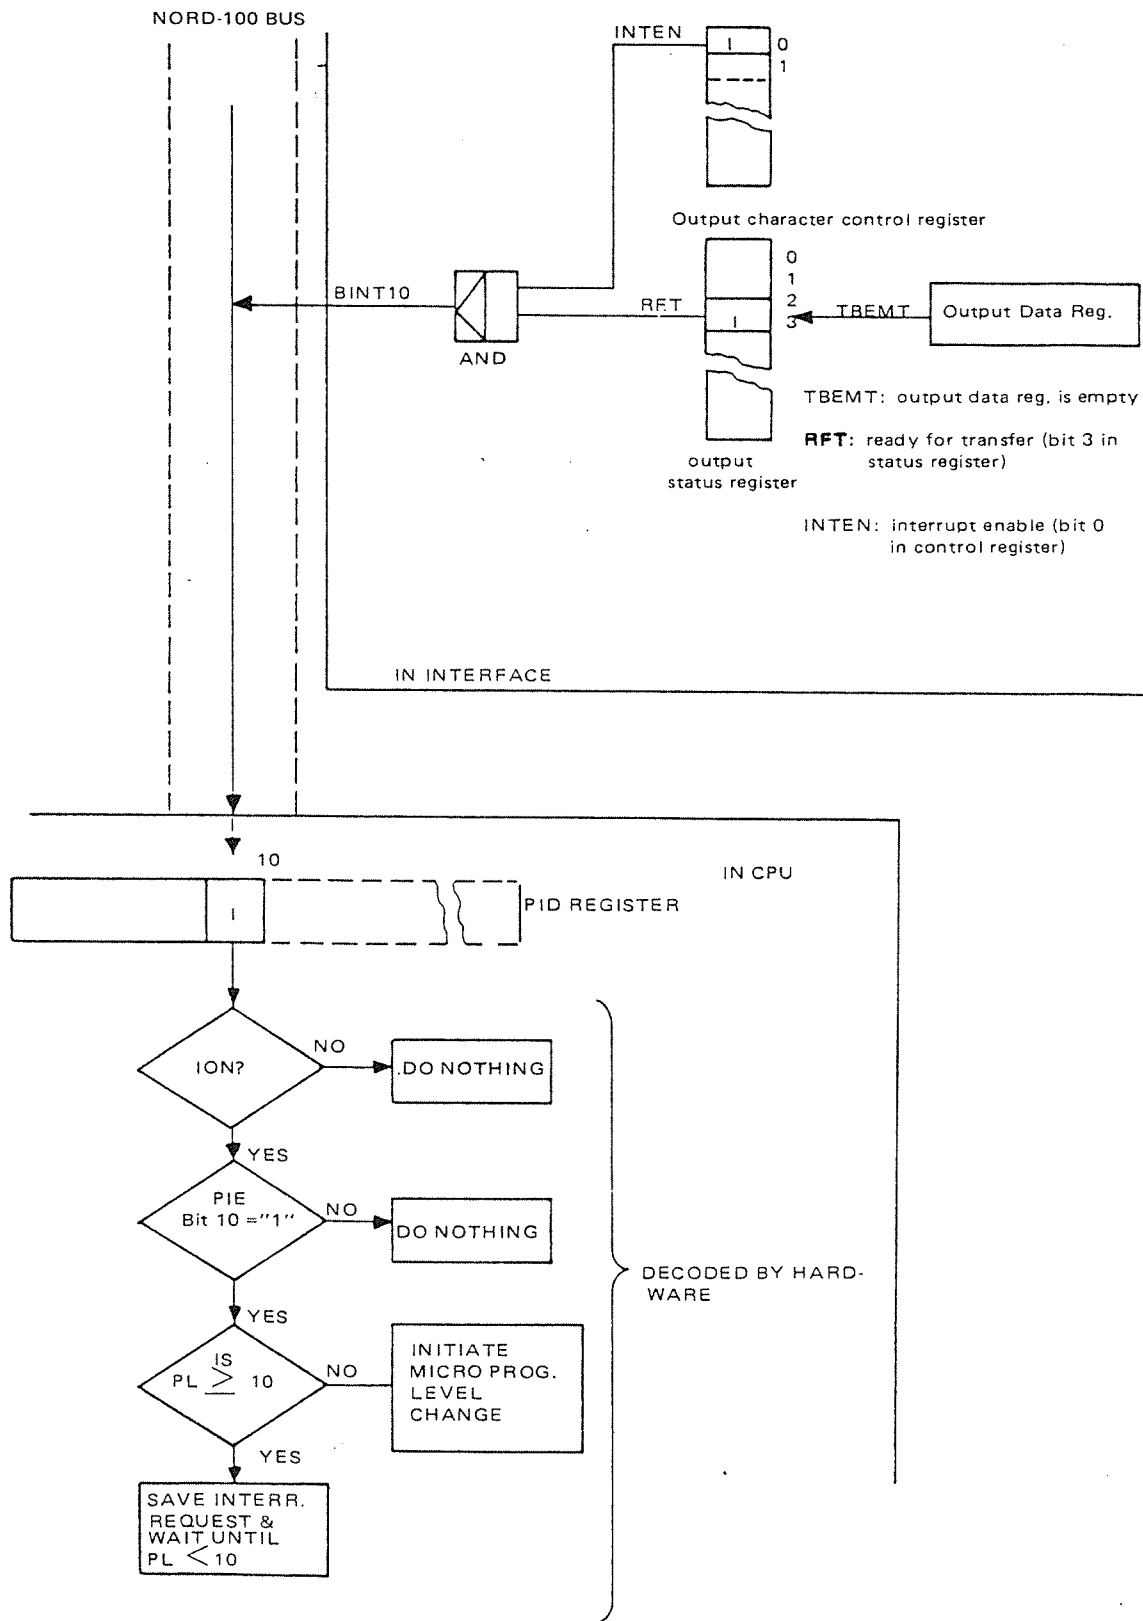 NORD-100 BUS
INTEN
1
0
1
Output character control register
0
1
2
3
BINT10
AND
RFT
1
TBEMT
Output Data Reg.
TBEMT: output data reg. is empty
RFT: ready for transfer (bit 3 in
status register)
output
status register
INTEN: interrupt enable (bit 0
in control register)
IN INTERFACE
IN CPU
10
1
PID REGISTER
ION?
NO
DO NOTHING
YES
PIE
Bit 10 ="1"
NO
DO NOTHING
YES
IS
PL ≥ 10
NO
INITIATE
MICRO PROG.
LEVEL
CHANGE
YES
SAVE INTERR.
REQUEST &
WAIT UNTIL
PL < 10
DECODED BY HARD-
WARE